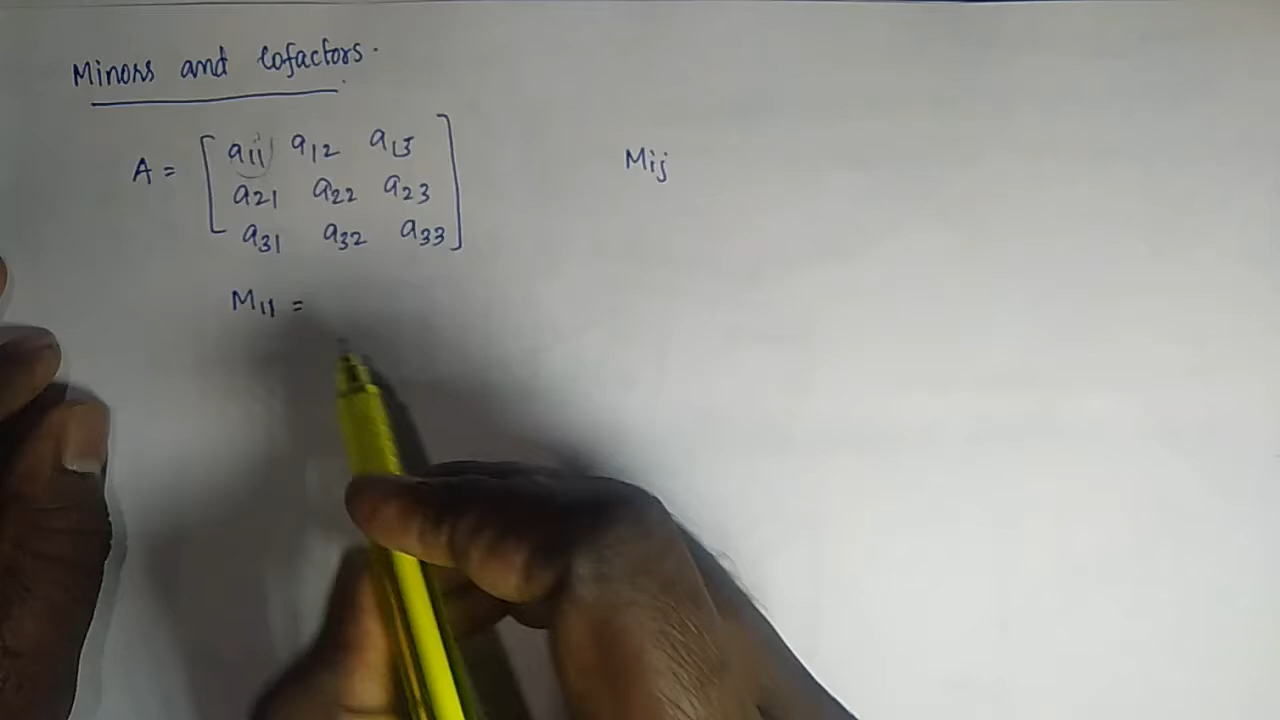 Minors and Cofactors.
A = [ a11 a12 a13
a21 a22 a23
a31 a32 a33 ]
Mij
M11 =